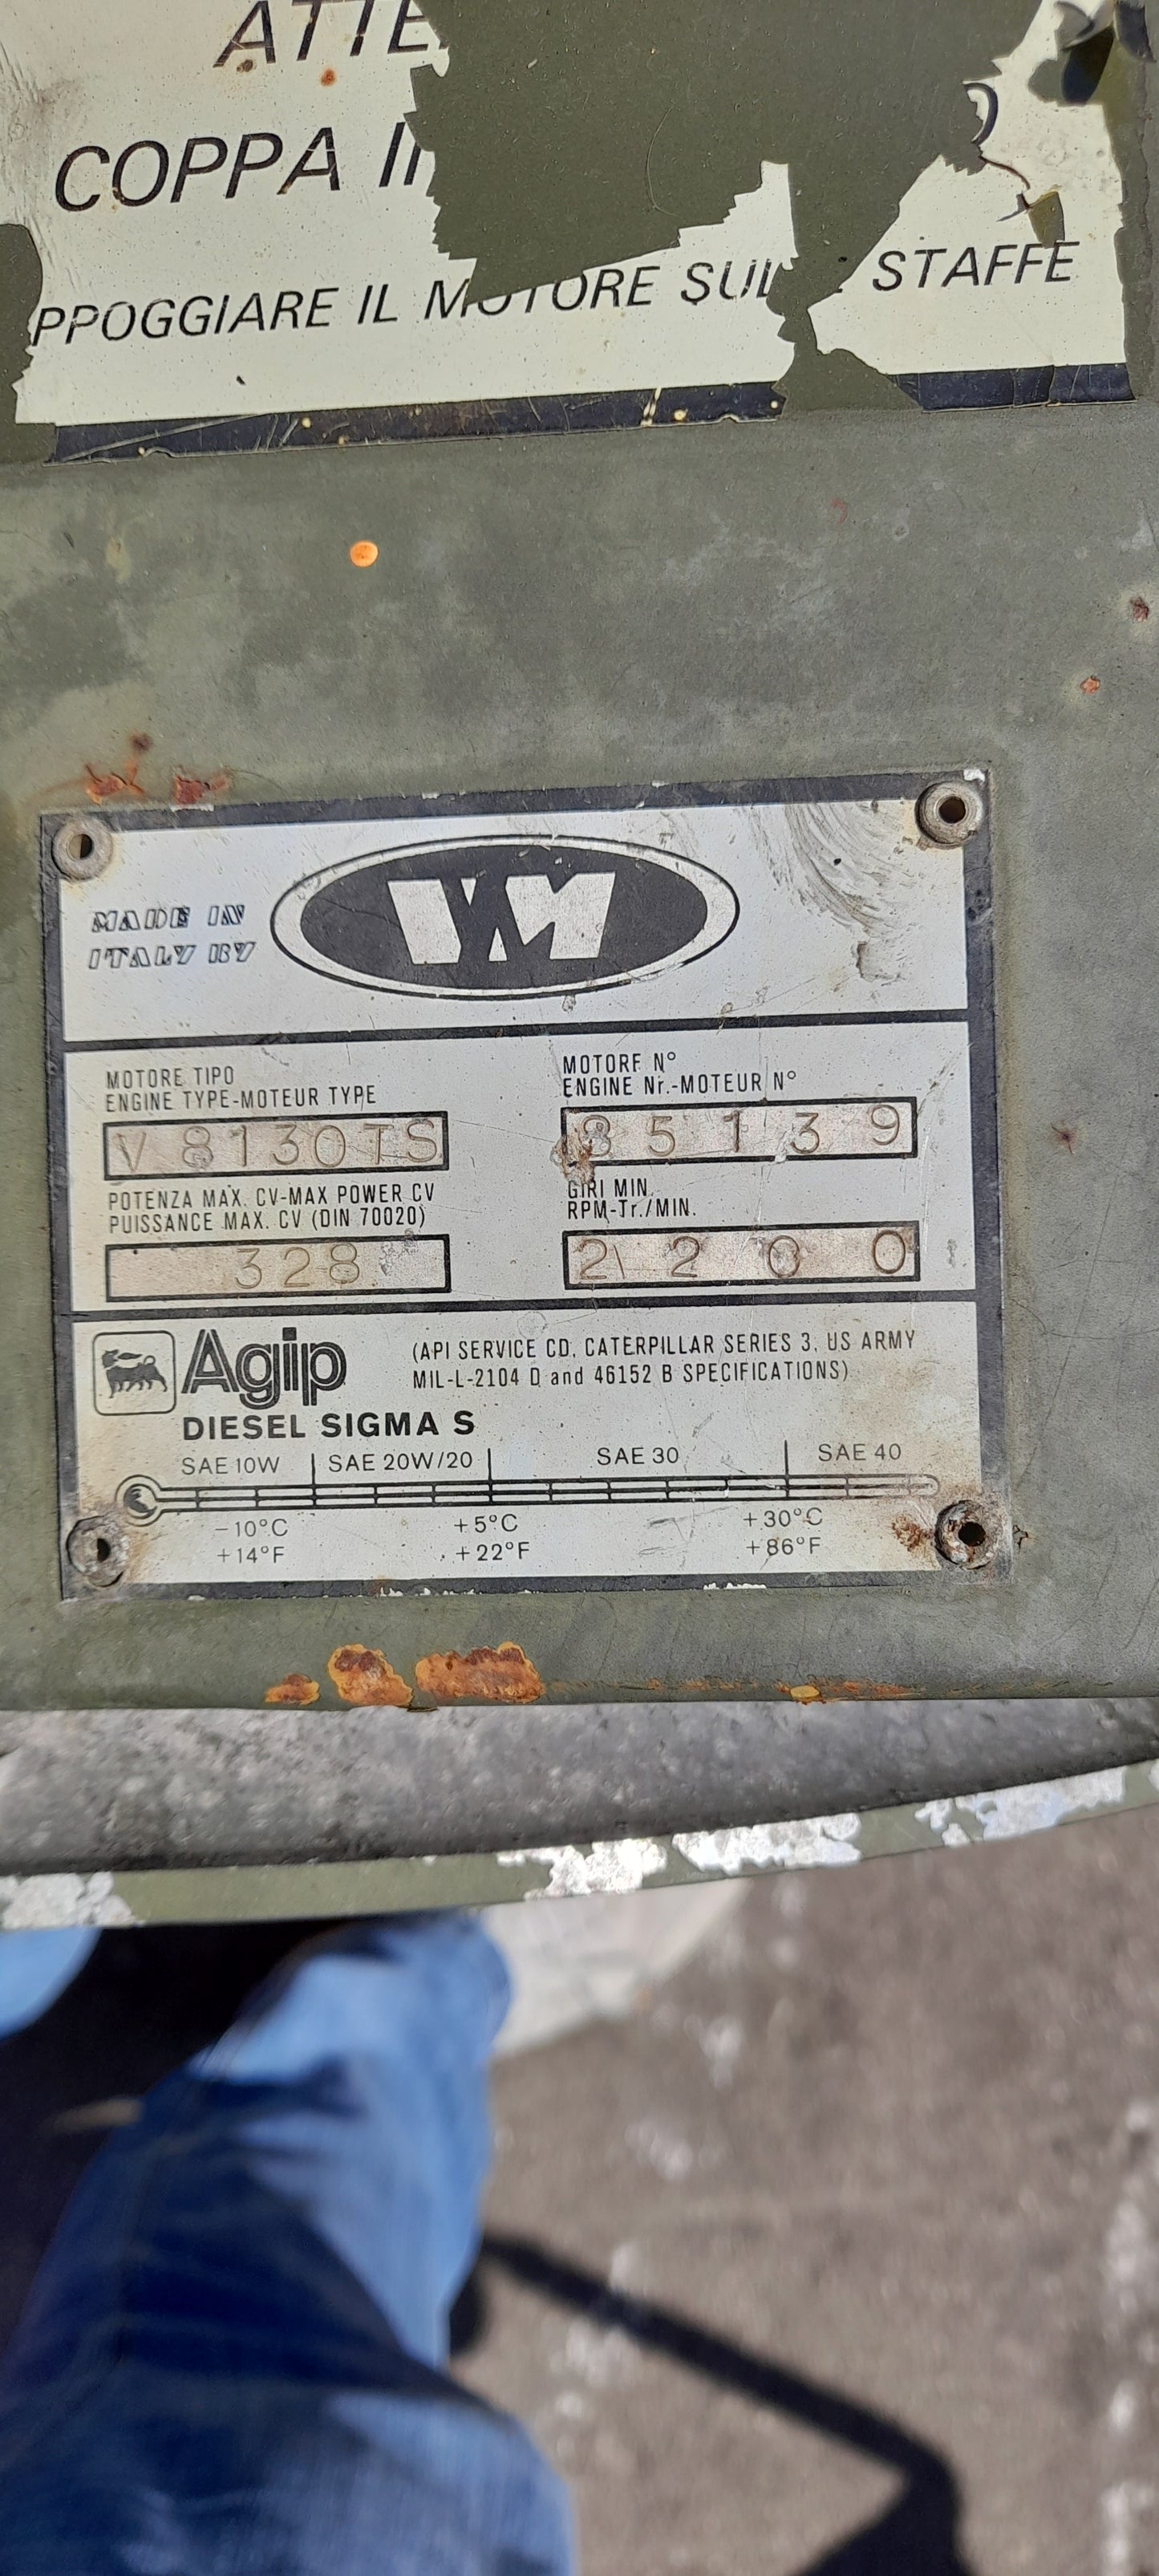 ATTE
COPPA I
PPOGGIARE IL MOTORE SUL STAFFE
MADE IN
ITALY BY
VM
MOTORE TIPO
ENGINE TYPE-MOTEUR TYPE
V 8130TS
MOTORE N°
ENGINE Nr.-MOTEUR N°
85139
POTENZA MAX. CV-MAX POWER CV
PUISSANCE MAX. CV (DIN 70020)
328
GIRI MIN.
RPM-Tr./MIN.
2200
Agip
DIESEL SIGMA S
(API SERVICE CD, CATERPILLAR SERIES 3, US ARMY
MIL-L-2104 D and 46152 B SPECIFICATIONS)
SAE 10W SAE 20W/20 SAE 30 SAE 40
-10°C +5°C +30°C
+14°F +22°F +86°F